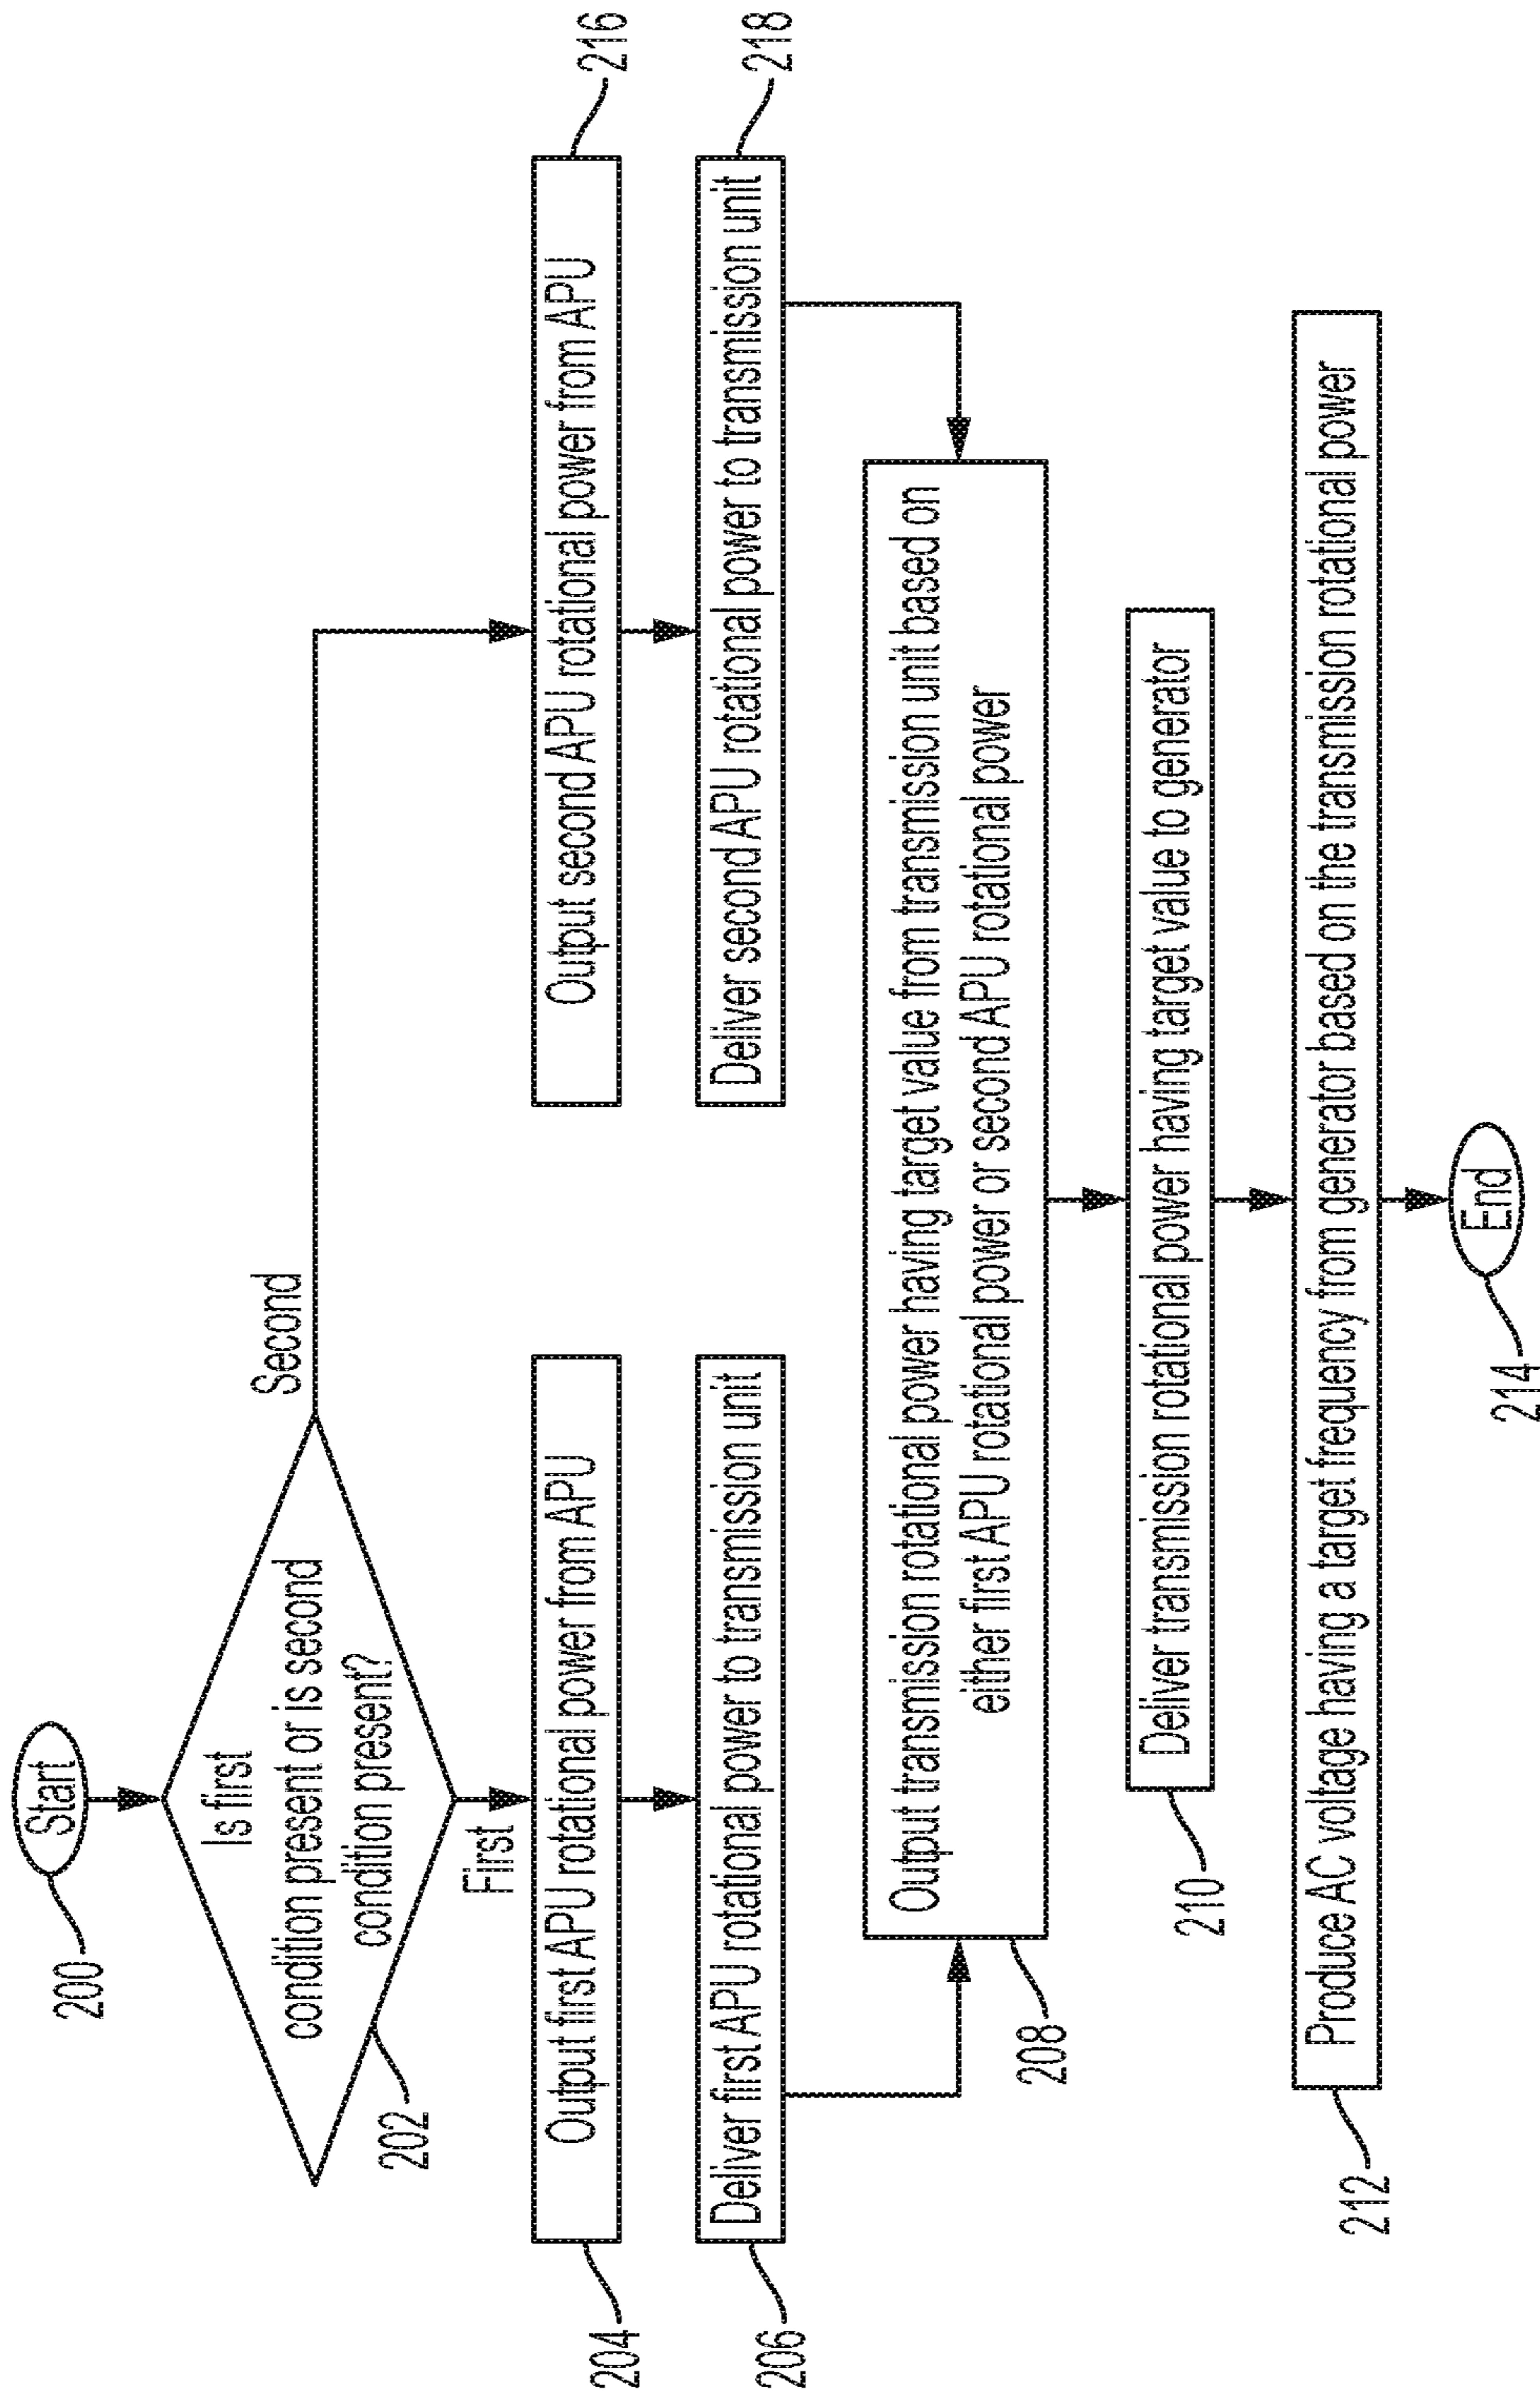 Start
200
Is first
condition present or is second
condition present?
202
Second
First
Output first APU rotational power from APU
204
Output second APU rotational power from APU
216
Deliver first APU rotational power to transmission unit
206
Deliver second APU rotational power to transmission unit
218
Output transmission rotational power having target value from transmission unit based on
either first APU rotational power or second APU rotational power
208
Deliver transmission rotational power having target value to generator
210
Produce AC voltage having a target frequency from generator based on the transmission rotational power
212
End
214